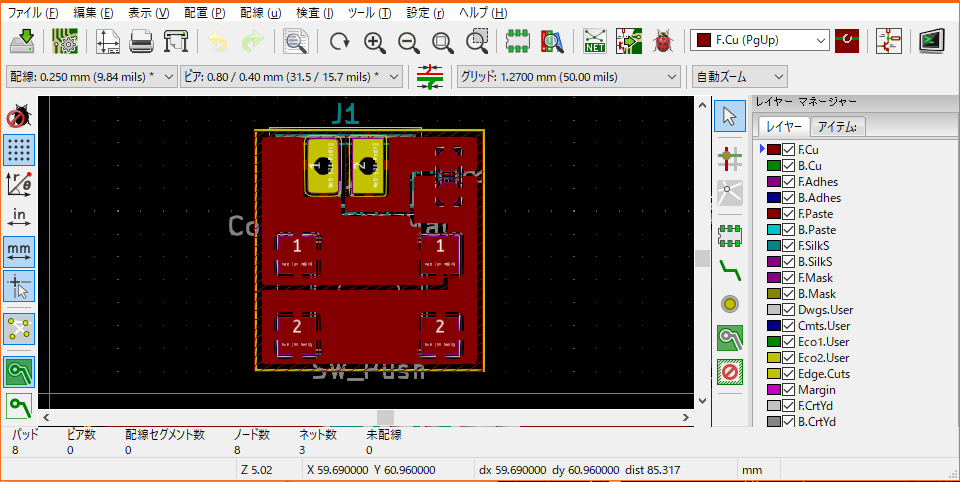 ファイル (F) 編集 (E) 表示 (V) 配置 (P) 配線 (u) 検査 (I) ツール (T) 設定 (r) ヘルプ (H)
NET F.Cu (PgUp)
配線: 0.250 mm (9.84 mils) * ビア: 0.80 / 0.40 mm (31.5 / 15.7 mils) * グリッド: 1.2700 mm (50.00 mils) 自動ズーム
レイヤー マネージャー
レイヤー アイテム:
r θ
in
mm
J1
1 2
Co
1 1
2 2
SW_Push
F.Cu
B.Cu
F.Adhes
B.Adhes
F.Paste
B.Paste
F.SilkS
B.SilkS
F.Mask
B.Mask
Dwgs.User
Cmts.User
Eco1.User
Eco2.User
Edge.Cuts
Margin
F.CrtYd
B.CrtYd
パッド ビア数 配線セグメント数 ノード数 ネット数 未配線
8 0 0 8 3 0
Z 5.02 X 59.690000 Y 60.960000 dx 59.690000 dy 60.960000 dist 85.317 mm